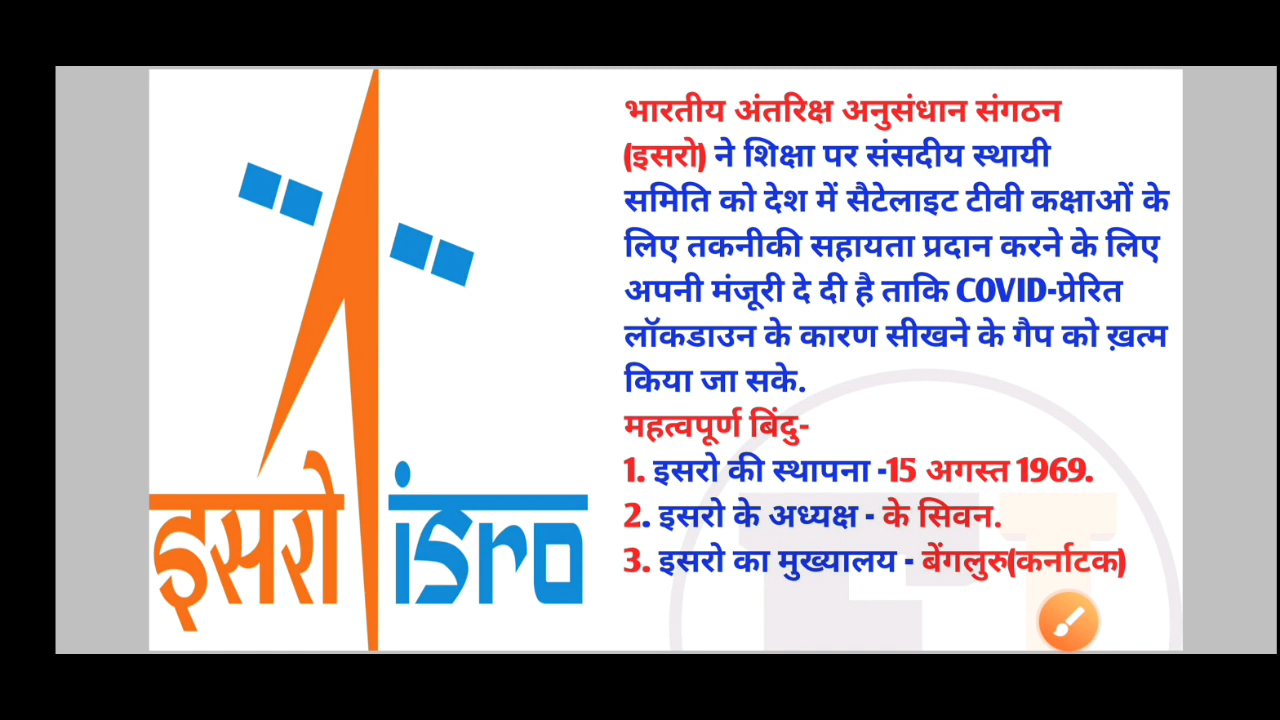 भारतीय अंतरिक्ष अनुसंधान संगठन
(इसरो) ने शिक्षा पर संसदीय स्थायी
समिति को देश में सैटेलाइट टीवी कक्षाओं के
लिए तकनीकी सहायता प्रदान करने के लिए
अपनी मंजूरी दे दी है ताकि COVID-प्रेरित
लॉकडाउन के कारण सीखने के गैप को ख़त्म
किया जा सके.
महत्वपूर्ण बिंदु-
1. इसरो की स्थापना -15 अगस्त 1969.
2. इसरो के अध्यक्ष - के सिवन.
3. इसरो का मुख्यालय - बेंगलुरु(कर्नाटक)
इसरो isro